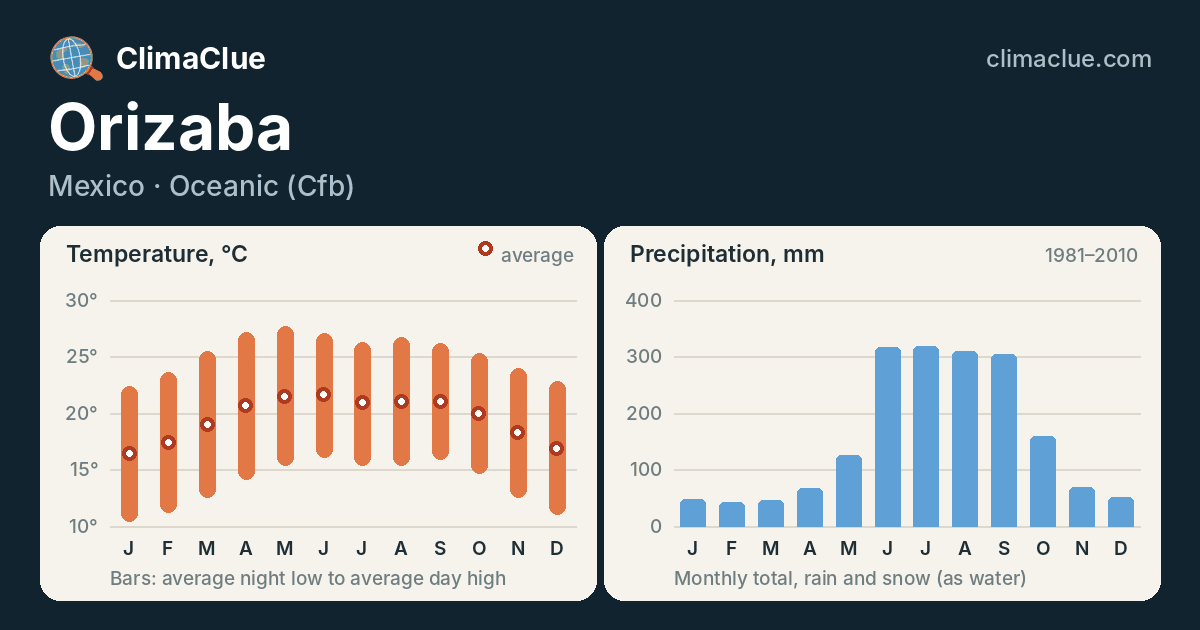 ClimaClue
climaclue.com
Orizaba
Mexico · Oceanic (Cfb)
Temperature, °C
average
30°
25°
20°
15°
10°
J F M A M J J A S O N D
Bars: average night low to average day high
Precipitation, mm
1981–2010
400
300
200
100
0
J F M A M J J A S O N D
Monthly total, rain and snow (as water)